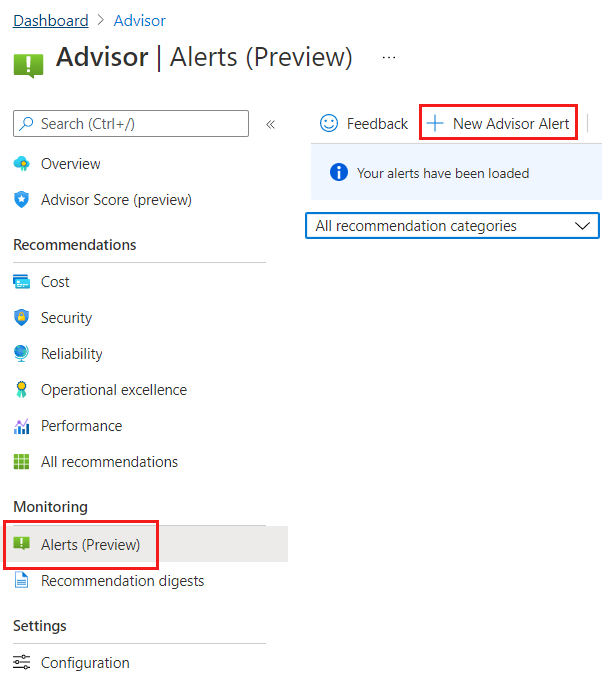 Dashboard > Advisor
Advisor | Alerts (Preview) ...
Search (Ctrl+/) «
Feedback + New Advisor Alert
Overview
Your alerts have been loaded
Advisor Score (preview)
All recommendation categories
Recommendations
Cost
Security
Reliability
Operational excellence
Performance
All recommendations
Monitoring
Alerts (Preview)
Recommendation digests
Settings
Configuration